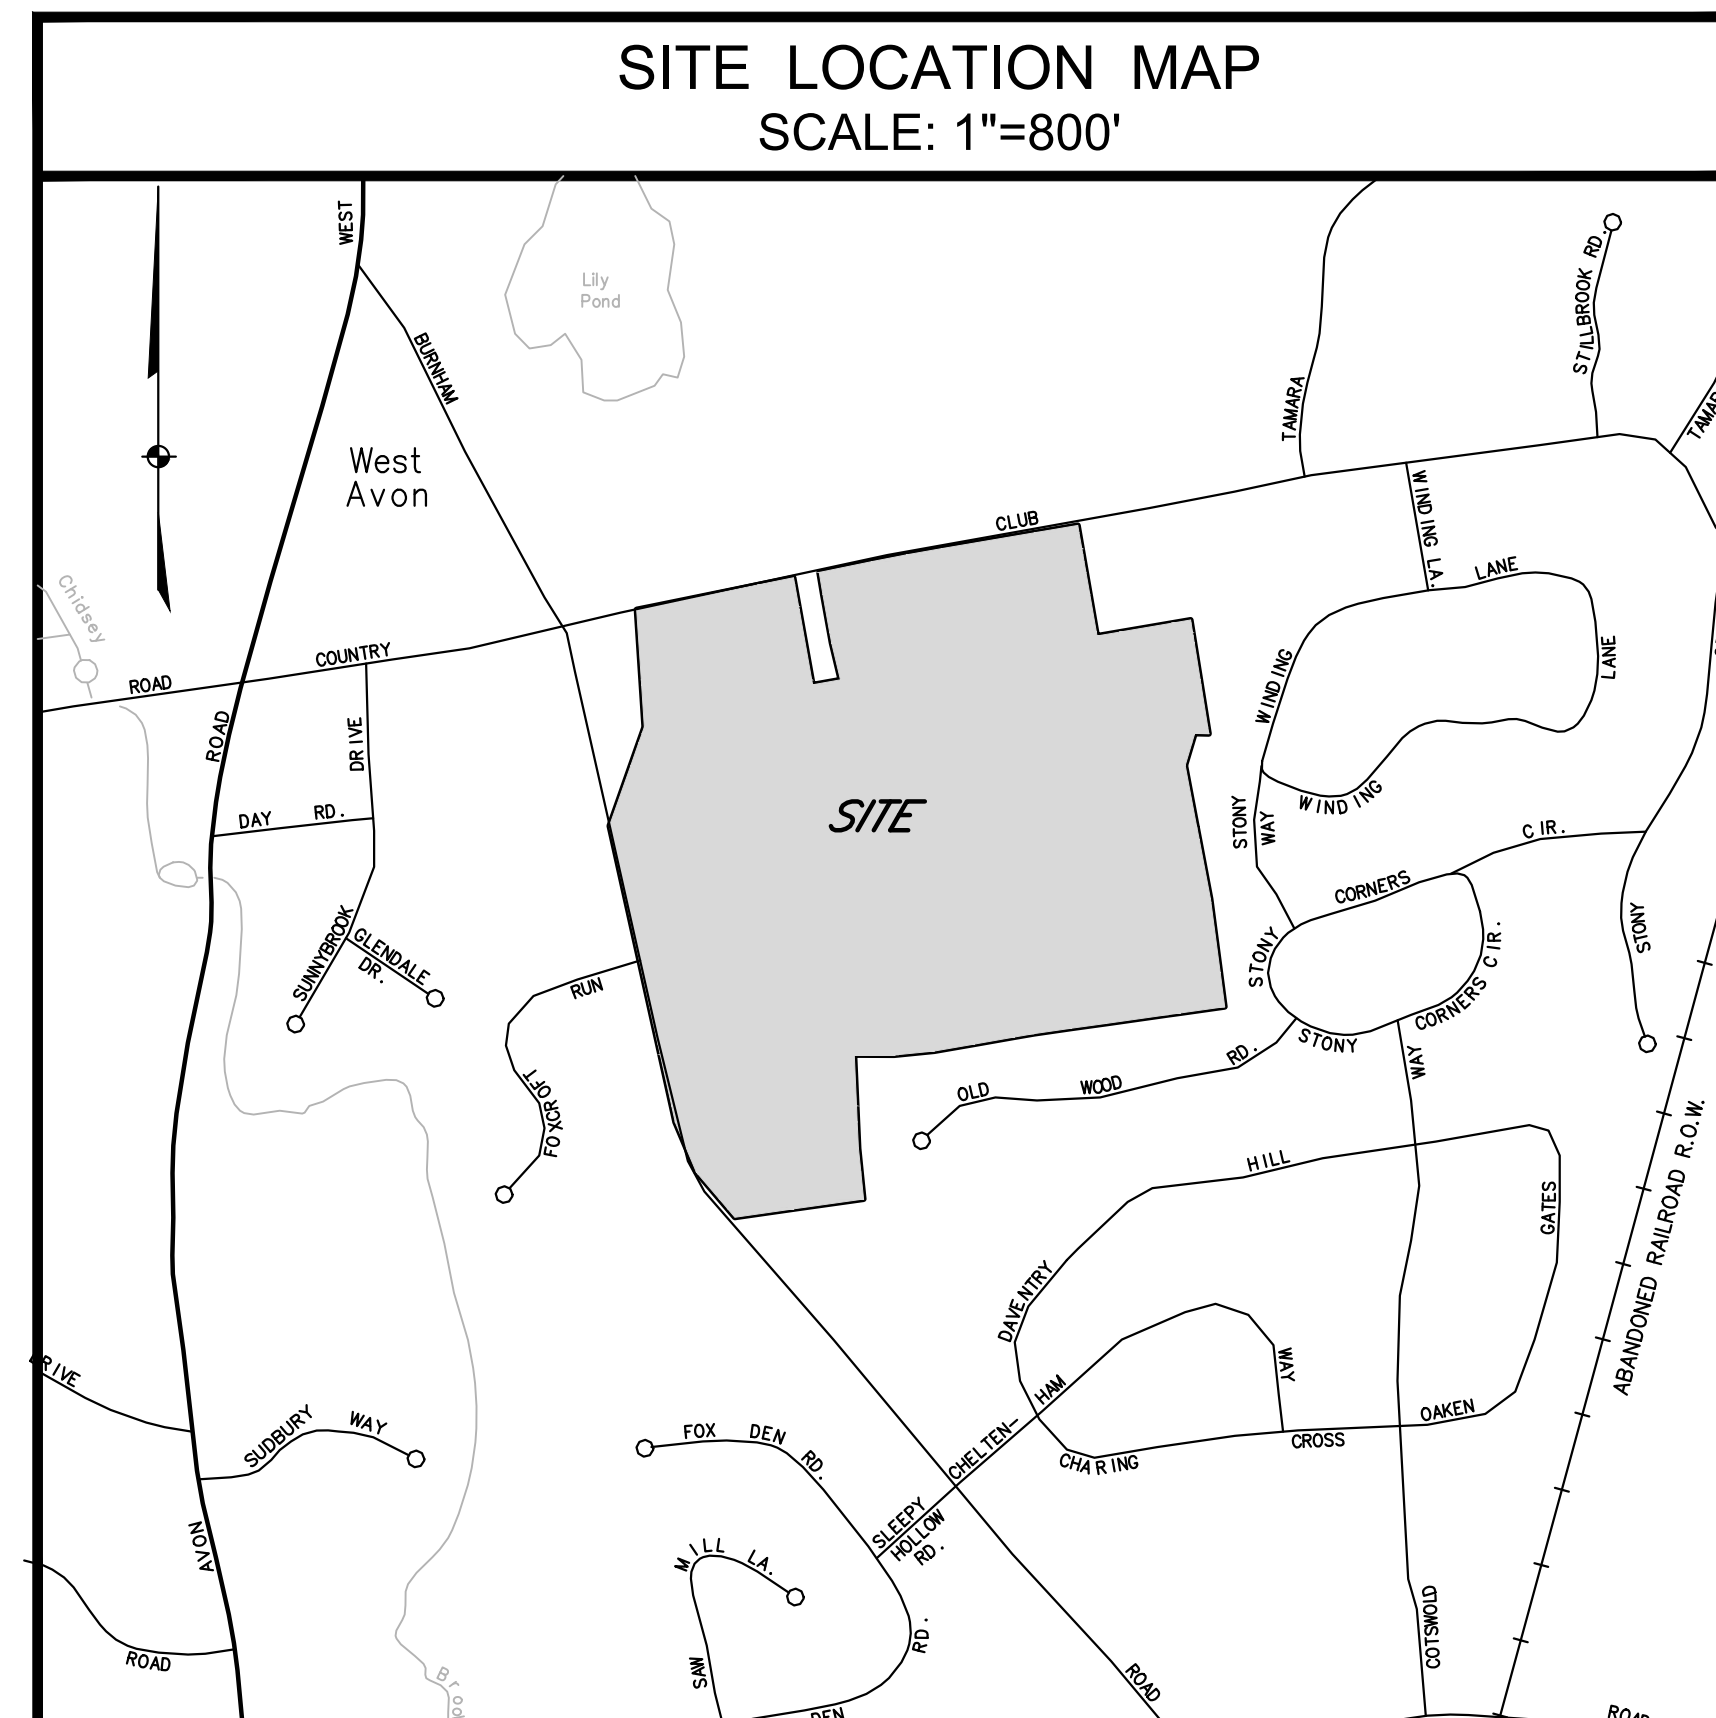 SITE LOCATION MAP
SCALE: 1"=800'
WEST
Lily
Pond
STILLBROOK RD.
BURNHAM
TAMARA
West
Avon
CLUB
WINDING LA.
LANE
Chidsey
COUNTRY
ROAD
ROAD
DRIVE
WINDING
LANE
WINDING
SITE
DAY RD.
STONY
WAY
CIR.
CORNERS
STONY
SUNNYBROOK
GLENDALE
DR.
STONY
CORNERS CIR.
RUN
STONY
RD.
WAY
OLD WOOD
FOXCROFT
HILL
GATES
ABANDONED RAILROAD R.O.W.
DAVENTRY
WAY
DRIVE
CHELTEN-
HAM
OAKEN
SUDBURY WAY
FOX DEN RD.
CROSS
CHARING
SLEEPY
HOLLOW
RD.
AVON
MILL LA.
COTSWOLD
RD.
ROAD
SAW
ROAD
DEN